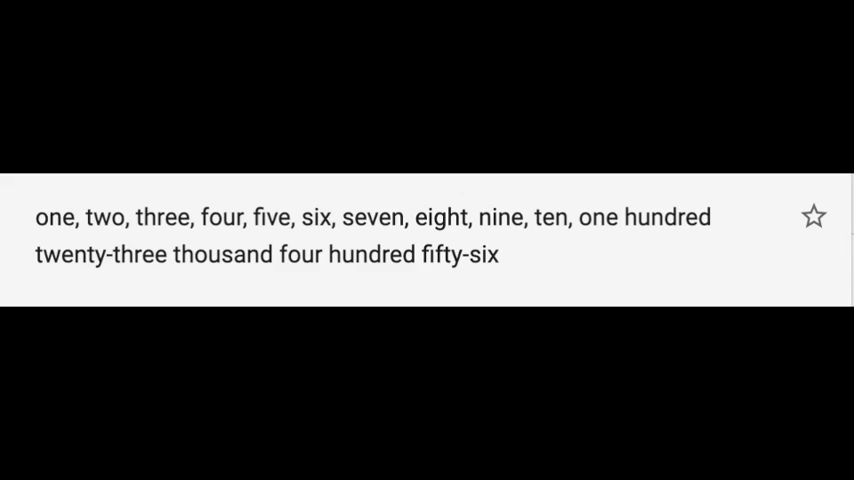 one, two, three, four, five, six, seven, eight, nine, ten, one hundred
twenty-three thousand four hundred fifty-six